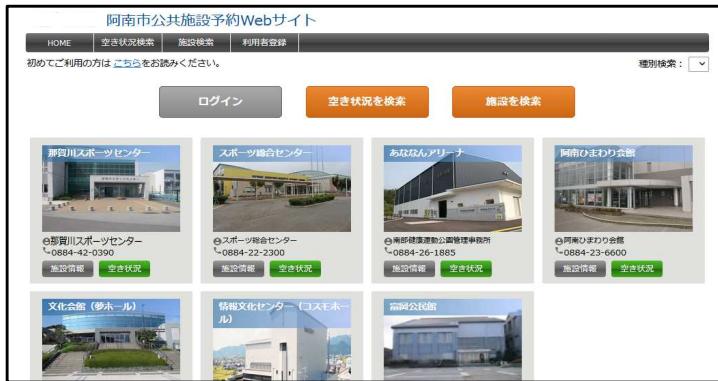 阿南市公共施設予約Webサイト
HOME 空き状況検索 施設検索 利用者登録
初めてご利用の方は こちらをお読みください。 種別検索：
ログイン 空き状況を検索 施設を検索
那賀川スポーツセンター
那賀川スポーツセンター
0884-42-0390
施設情報 空き状況
スポーツ総合センター
スポーツ総合センター
0884-22-2300
施設情報 空き状況
あななんアリーナ
南部健康運動公園管理事務所
0884-26-1885
施設情報 空き状況
阿南ひまわり会館
阿南ひまわり会館
0884-23-6600
施設情報 空き状況
文化会館（夢ホール）
情報文化センター（コスモホー
ル）
富岡公民館